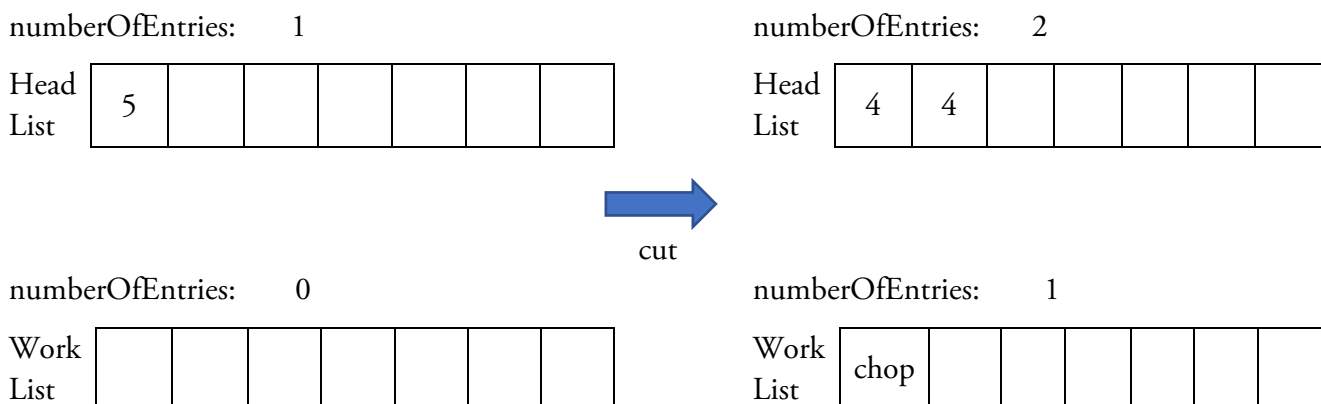 numberOfEntries: 1
Head
List
5
numberOfEntries: 2
Head
List
4 4
cut
numberOfEntries: 0
Work
List
numberOfEntries: 1
Work
List
chop